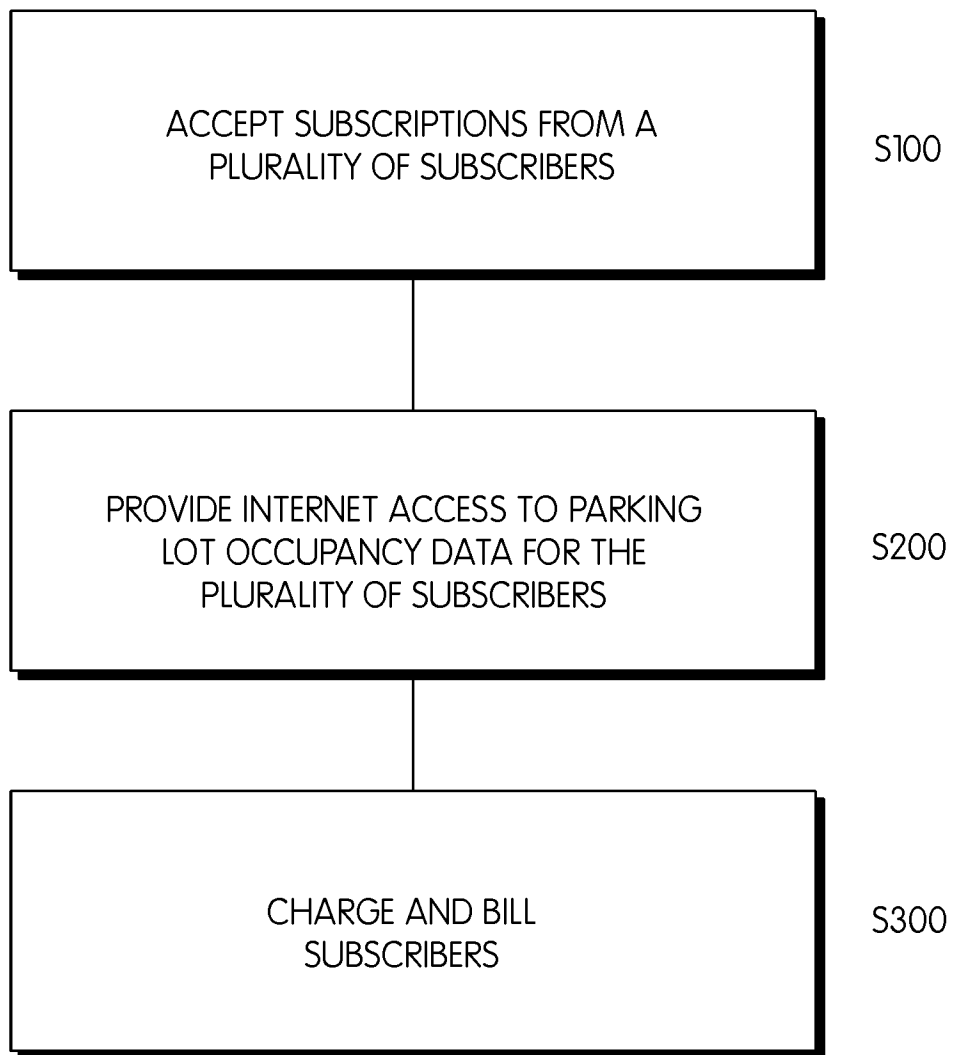 ACCEPT SUBSCRIPTIONS FROM A
PLURALITY OF SUBSCRIBERS
S100
PROVIDE INTERNET ACCESS TO PARKING
LOT OCCUPANCY DATA FOR THE
PLURALITY OF SUBSCRIBERS
S200
CHARGE AND BILL
SUBSCRIBERS
S300